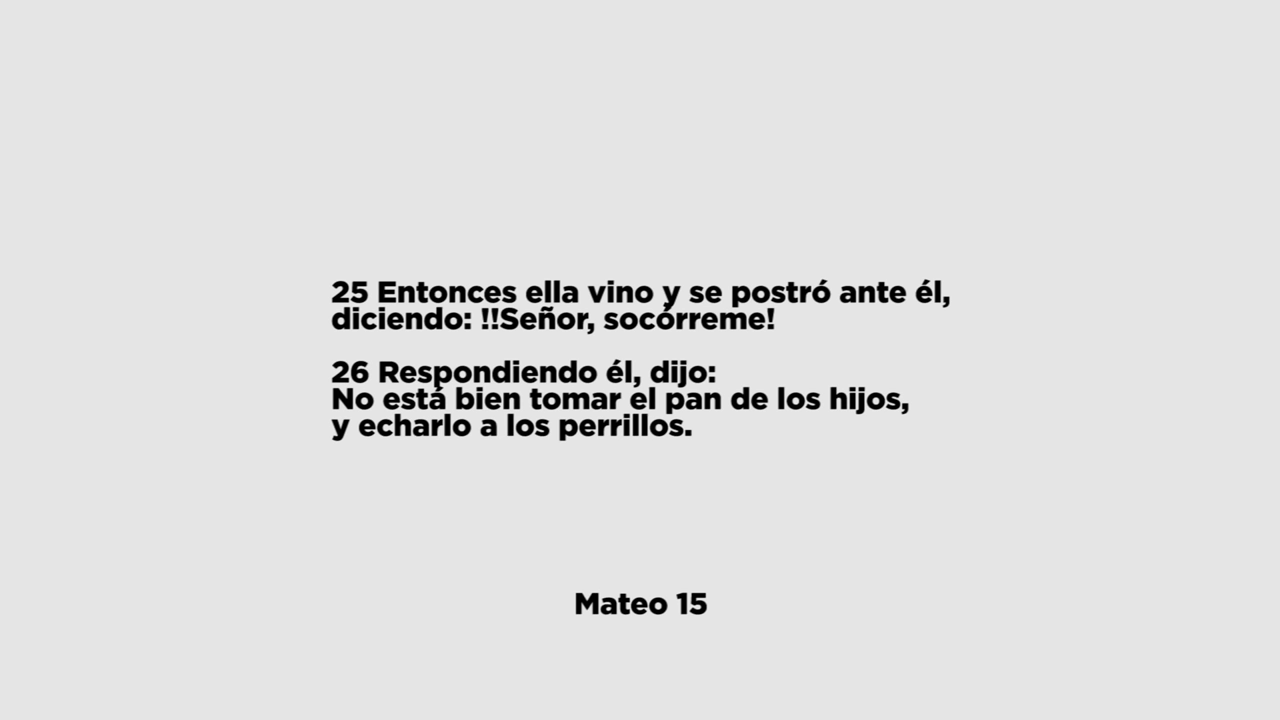 25 Entonces ella vino y se postró ante él,
diciendo: !!Señor, socórreme!
26 Respondiendo él, dijo:
No está bien tomar el pan de los hijos,
y echarlo a los perrillos.
Mateo 15